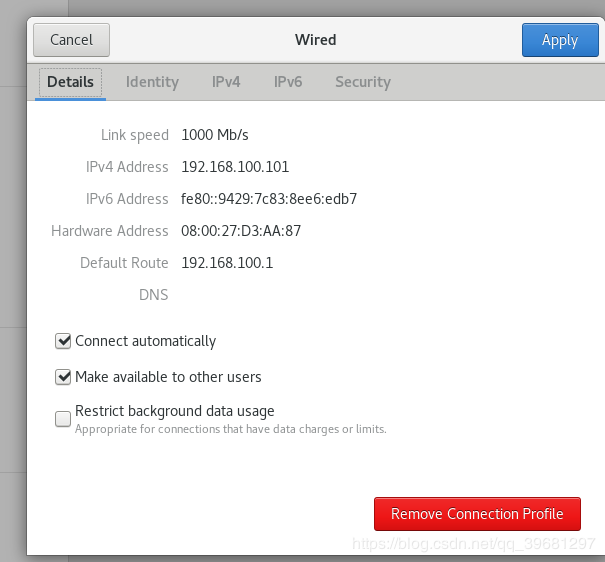 Cancel Wired Apply
Details Identity IPv4 IPv6 Security
Link speed 1000 Mb/s
IPv4 Address 192.168.100.101
IPv6 Address fe80::9429:7c83:8ee6:edb7
Hardware Address 08:00:27:D3:AA:87
Default Route 192.168.100.1
DNS
Connect automatically
Make available to other users
Restrict background data usage
Appropriate for connections that have data charges or limits.
Remove Connection Profile
https://blog.csdn.net/qq_39681297